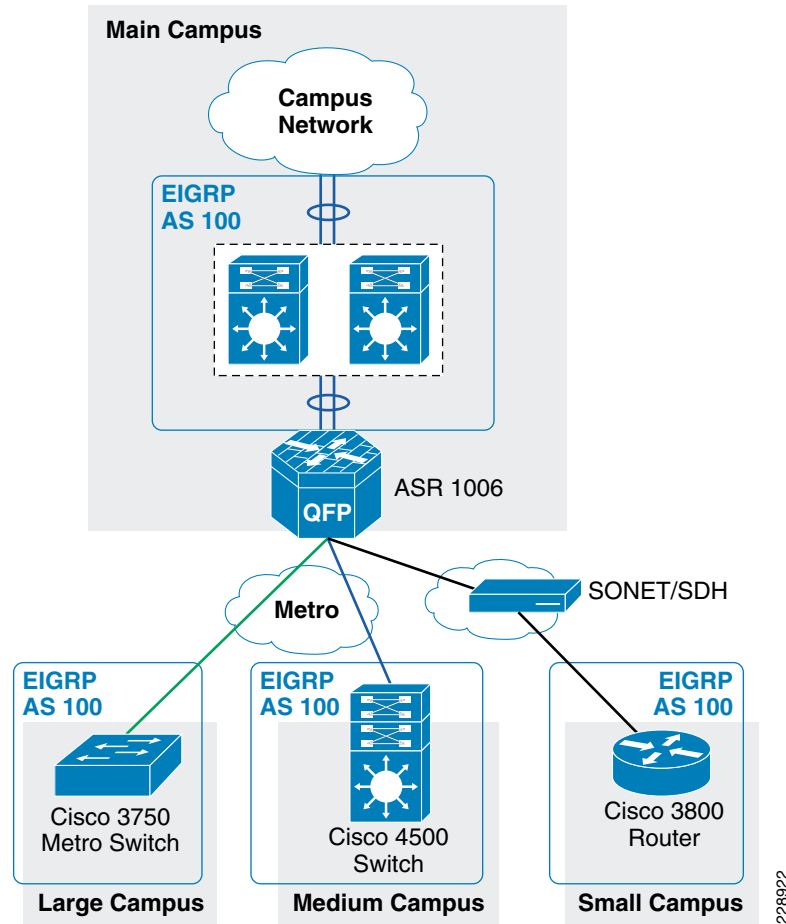 Main Campus
Campus
Network
EIGRP
AS 100
ASR 1006
QFP
Metro
SONET/SDH
EIGRP
AS 100
EIGRP
AS 100
EIGRP
AS 100
Cisco 3750
Metro Switch
Cisco 4500
Switch
Cisco 3800
Router
Large Campus
Medium Campus
Small Campus
228922